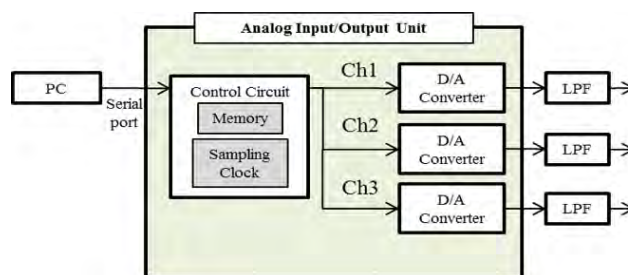 Analog Input/Output Unit
PC
Serial
port
Control Circuit
Memory
Sampling
Clock
Ch1
D/A
Converter
LPF
Ch2
D/A
Converter
LPF
Ch3
D/A
Converter
LPF